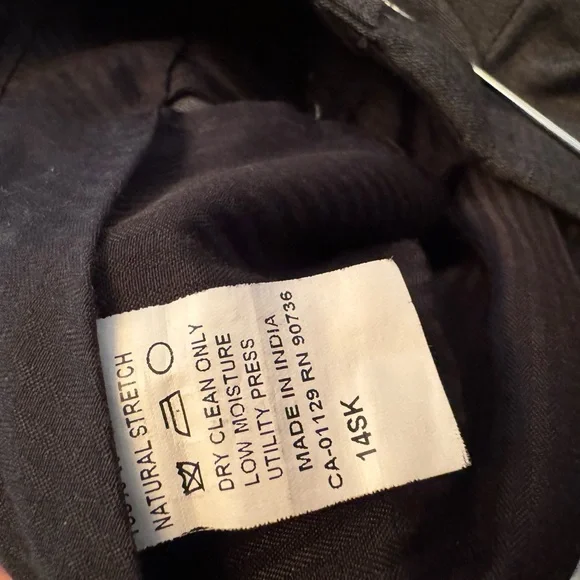 NATURAL STRETCH
DRY CLEAN ONLY
LOW MOISTURE
UTILITY PRESS
MADE IN INDIA
CA-01129 RN 90736
14SK